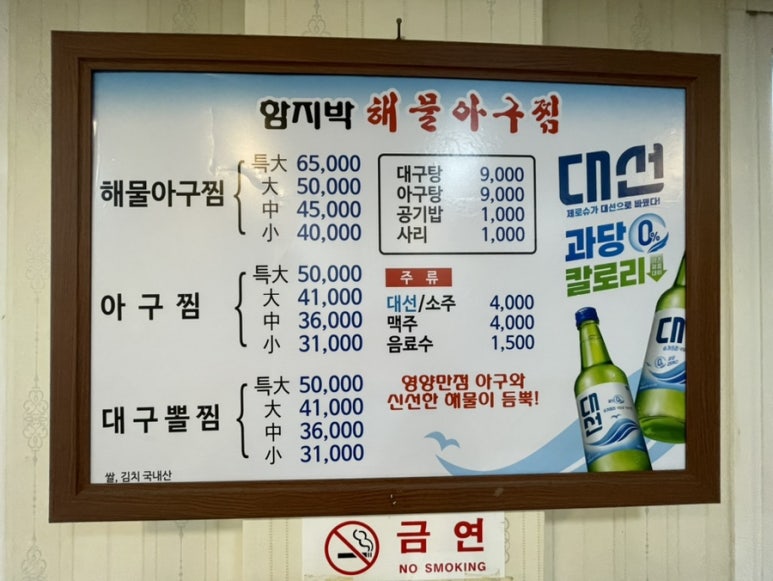 함지박 해물아구찜
해물아구찜
特大 65,000
大 50,000
中 45,000
小 40,000
아구찜
特大 50,000
大 41,000
中 36,000
小 31,000
대구뽈찜
特大 50,000
大 41,000
中 36,000
小 31,000
쌀, 김치 국내산
대구탕 9,000
아구탕 9,000
공기밥 1,000
사리 1,000
주류
대선/소주 4,000
맥주 4,000
음료수 1,500
영양만점 아구와
신선한 해물이 듬뿍!
대선
제로슈가 대선으로 바꿨다!
과당 0%
칼로리
대선
대선
금연
NO SMOKING